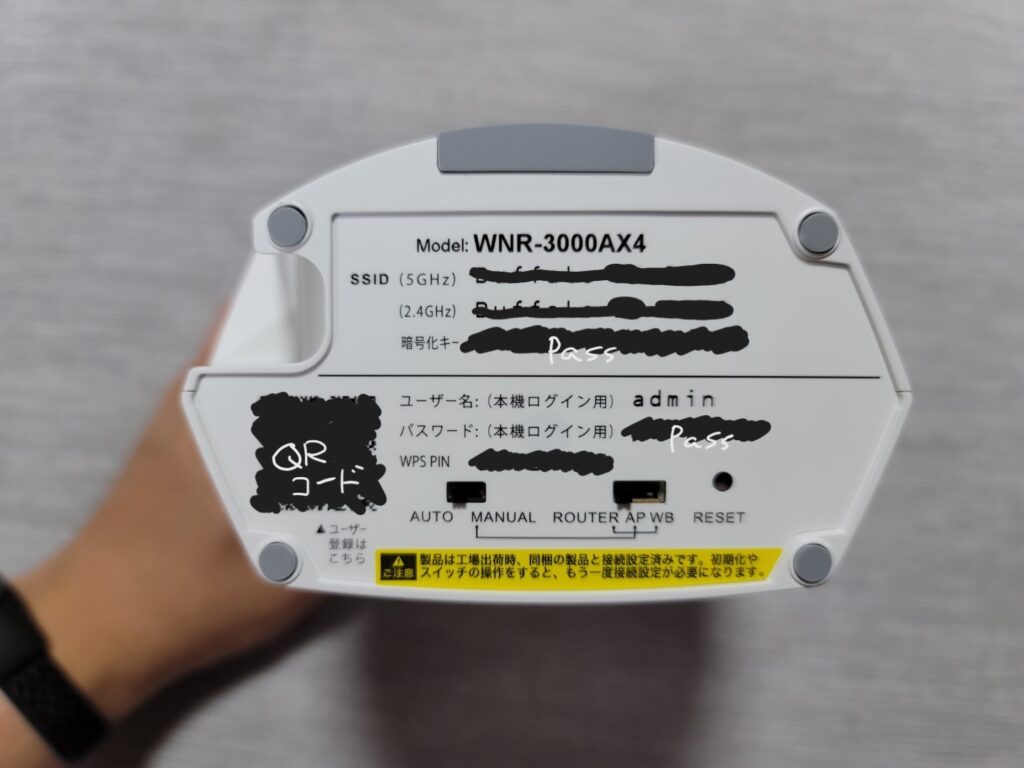 Model: WNR-3000AX4
SSID (5GHz)
(2.4GHz)
暗号化キー Pass
ユーザー名:(本機ログイン用) admin
パスワード:(本機ログイン用) Pass
WPS PIN
QR
コード
AUTO MANUAL ROUTER AP WB RESET
▲ユーザー
登録は
こちら
ご注意 製品は工場出荷時、同梱の製品と接続設定済みです。初期化や
スイッチの操作をすると、もう一度接続設定が必要になります。